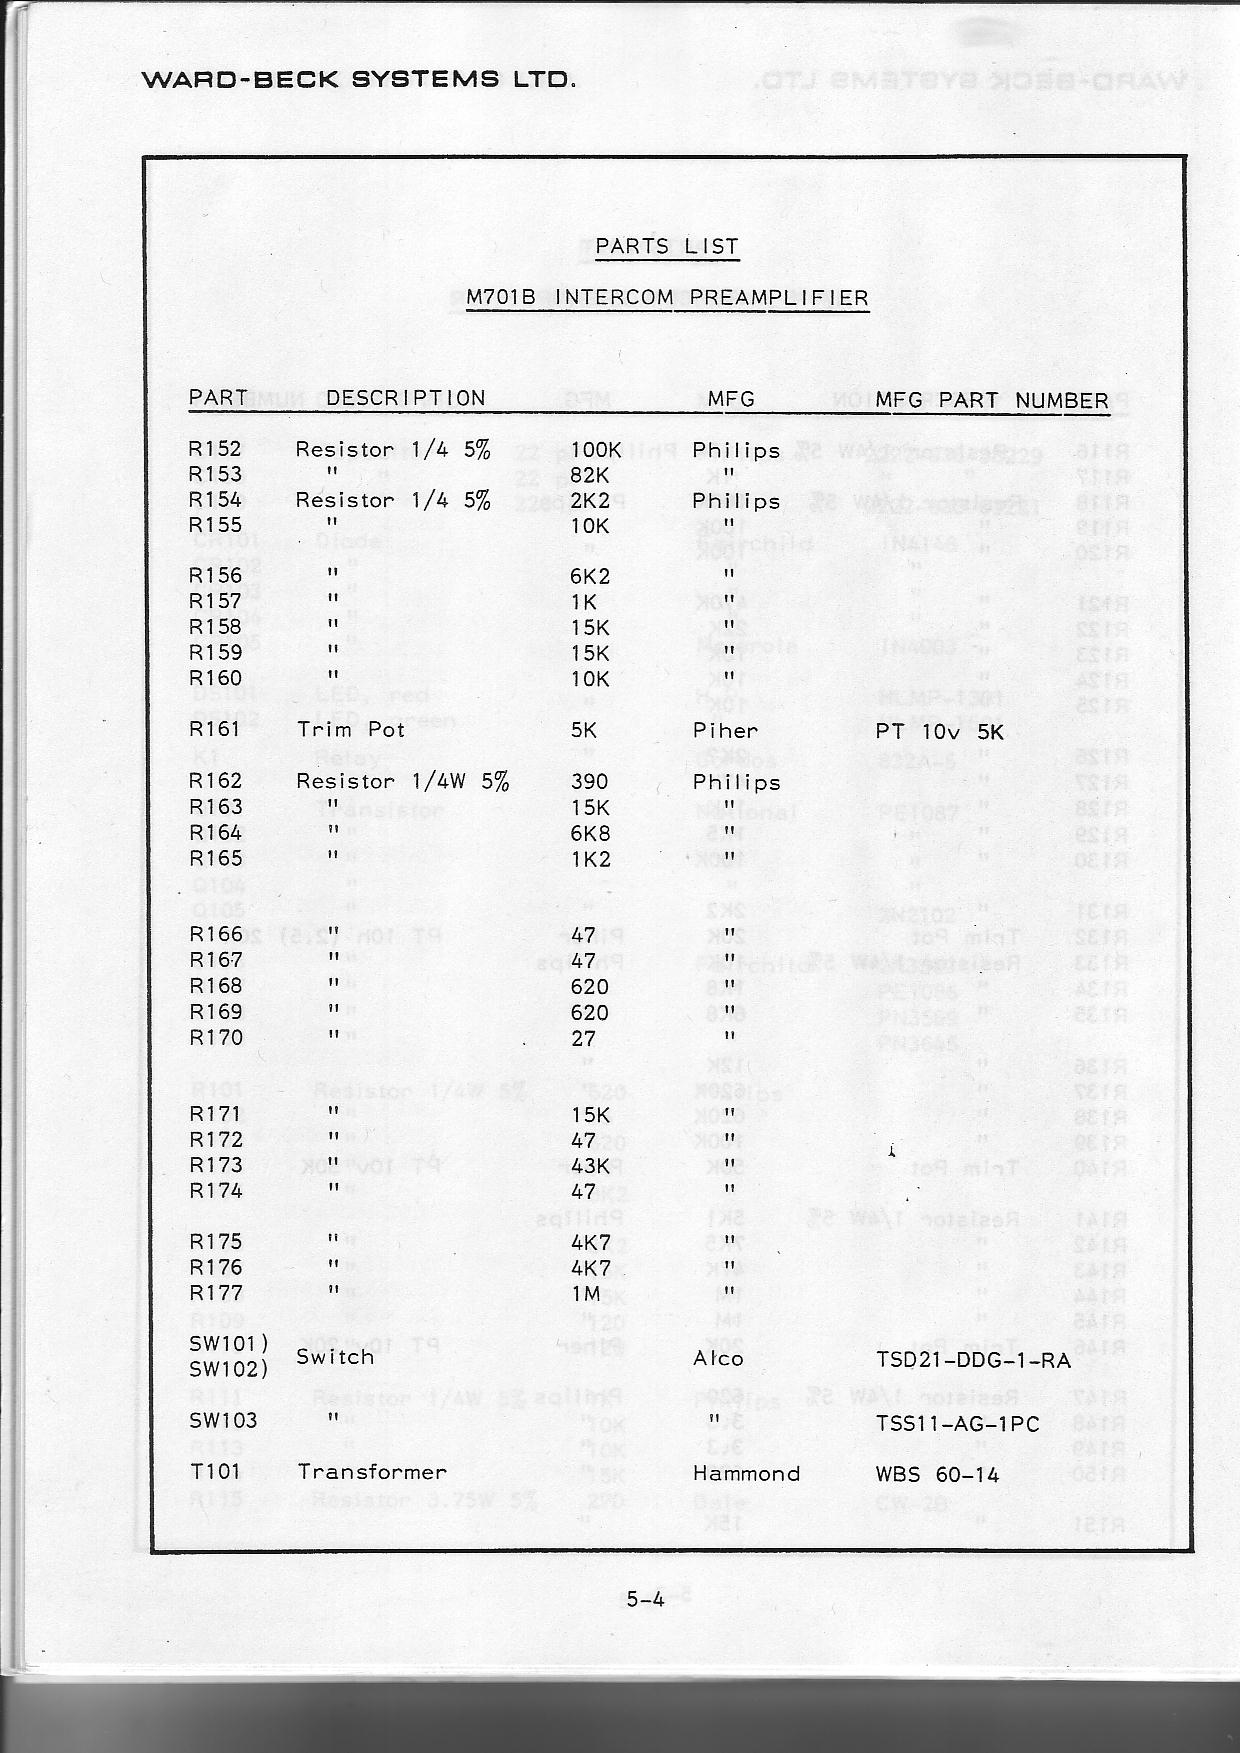 WARD-BECK SYSTEMS LTD.
PARTS LIST
M701B INTERCOM PREAMPLIFIER
PART DESCRIPTION MFG MFG PART NUMBER
R152 Resistor 1/4 5% 100K Philips
R153 " 82K "
R154 Resistor 1/4 5% 2K2 Philips
R155 " 10K "
R156 " 6K2 "
R157 " 1K "
R158 " 15K "
R159 " 15K "
R160 " 10K "
R161 Trim Pot 5K Piher PT 10v 5K
R162 Resistor 1/4W 5% 390 Philips
R163 " 15K "
R164 " 6K8 "
R165 " 1K2 "
R166 " 47 "
R167 " 47 "
R168 " 620 "
R169 " 620 "
R170 " 27 "
R171 " 15K "
R172 " 47 "
R173 " 43K "
R174 " 47 "
R175 " 4K7 "
R176 " 4K7 "
R177 " 1M "
SW101)
SW102) Switch Alco TSD21-DDG-1-RA
SW103 " " TSS11-AG-1PC
T101 Transformer Hammond WBS 60-14
5-4